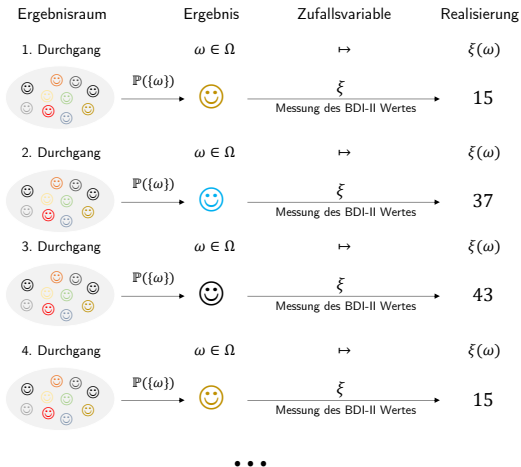 Ergebnisraum Ergebnis Zufallsvariable Realisierung
1. Durchgang ω ∈ Ω ↦ ξ(ω)
ℙ({ω}) ξ 15
Messung des BDI-II Wertes
2. Durchgang ω ∈ Ω ↦ ξ(ω)
ℙ({ω}) ξ 37
Messung des BDI-II Wertes
3. Durchgang ω ∈ Ω ↦ ξ(ω)
ℙ({ω}) ξ 43
Messung des BDI-II Wertes
4. Durchgang ω ∈ Ω ↦ ξ(ω)
ℙ({ω}) ξ 15
Messung des BDI-II Wertes
•••